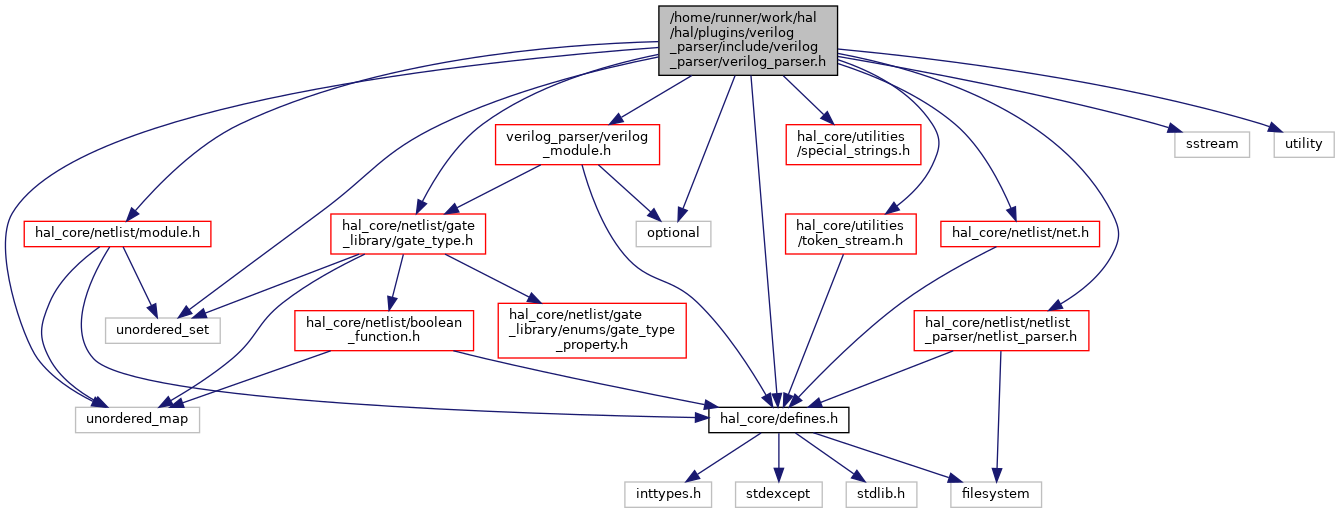 /home/runner/work/hal
/hal/plugins/verilog
_parser/include/verilog
_parser/verilog_parser.h
verilog_parser/verilog
_module.h
hal_core/utilities
/special_strings.h
sstream
utility
hal_core/netlist/module.h
hal_core/netlist/gate
_library/gate_type.h
optional
hal_core/utilities
/token_stream.h
hal_core/netlist/net.h
unordered_set
hal_core/netlist/boolean
_function.h
hal_core/netlist/gate
_library/enums/gate_type
_property.h
hal_core/netlist/netlist
_parser/netlist_parser.h
unordered_map
hal_core/defines.h
inttypes.h
stdexcept
stdlib.h
filesystem